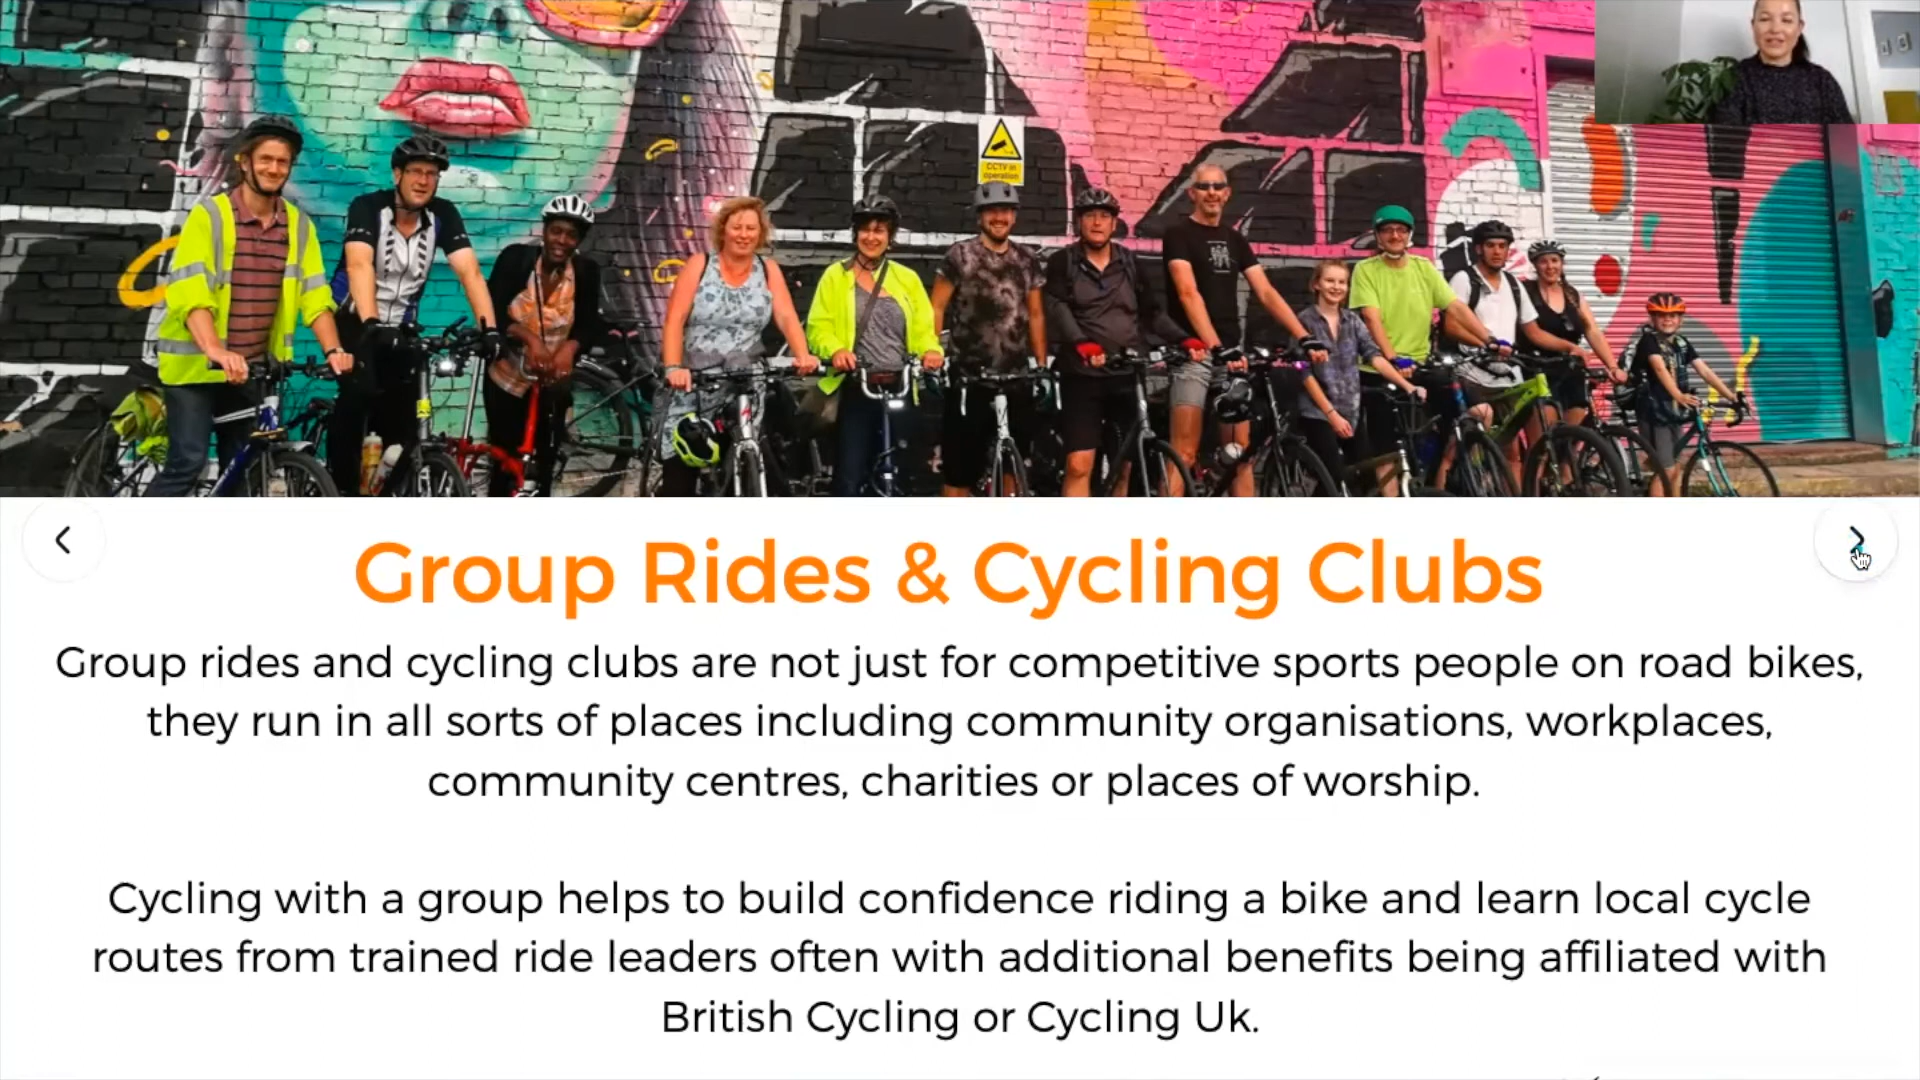 CCTV in
operation
Group Rides & Cycling Clubs
Group rides and cycling clubs are not just for competitive sports people on road bikes,
they run in all sorts of places including community organisations, workplaces,
community centres, charities or places of worship.
Cycling with a group helps to build confidence riding a bike and learn local cycle
routes from trained ride leaders often with additional benefits being affiliated with
British Cycling or Cycling Uk.